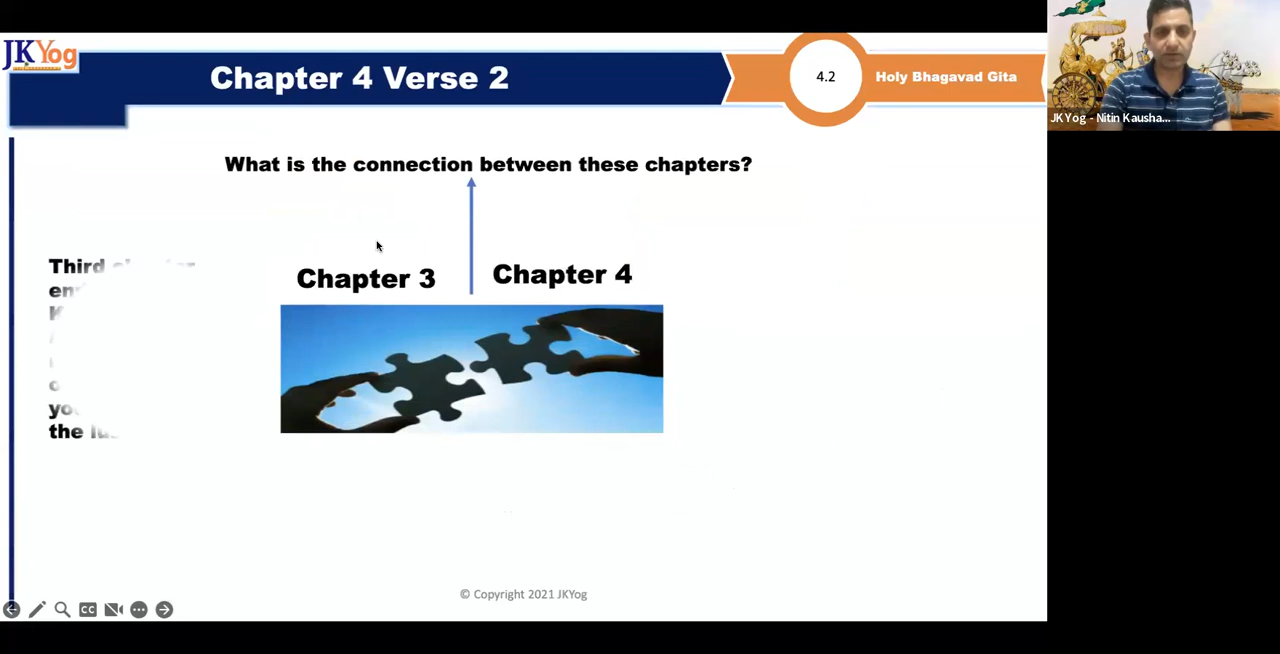 JKYog
Chapter 4 Verse 2
4.2
Holy Bhagavad Gita
JKYog - Nitin Kausha...
What is the connection between these chapters?
Chapter 3
Chapter 4
Third
the
© Copyright 2021 JKYog
CC